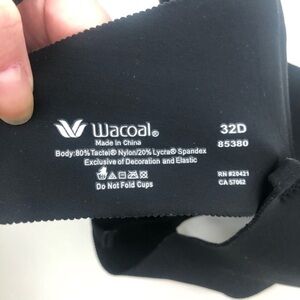 Wacoal®
32D
Made in China
85380
Body:80% Tactel® Nylon/20% Lycra® Spandex
Exclusive of Decoration and Elastic
Do Not Fold Cups
RN #20421
CA 57062